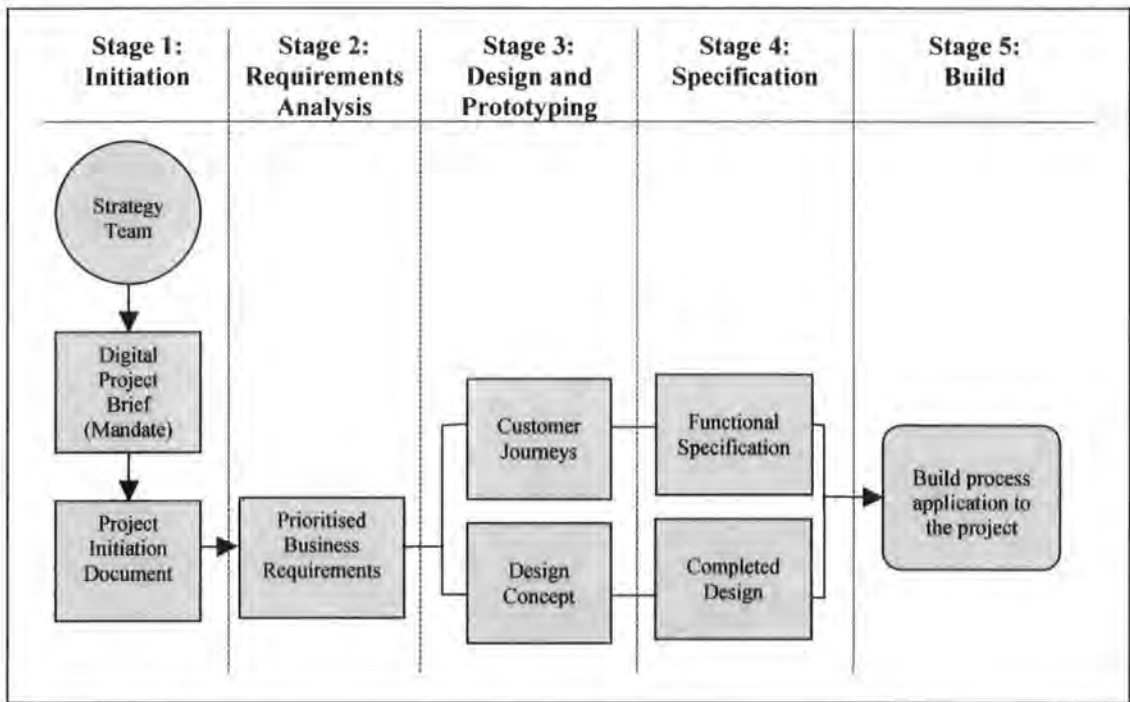 Stage 1:
Initiation
Stage 2:
Requirements
Analysis
Stage 3:
Design and
Prototyping
Stage 4:
Specification
Stage 5:
Build
Strategy
Team
Digital
Project
Brief
(Mandate)
Project
Initiation
Document
Prioritised
Business
Requirements
Customer
Journeys
Design
Concept
Functional
Specification
Completed
Design
Build process
application to
the project